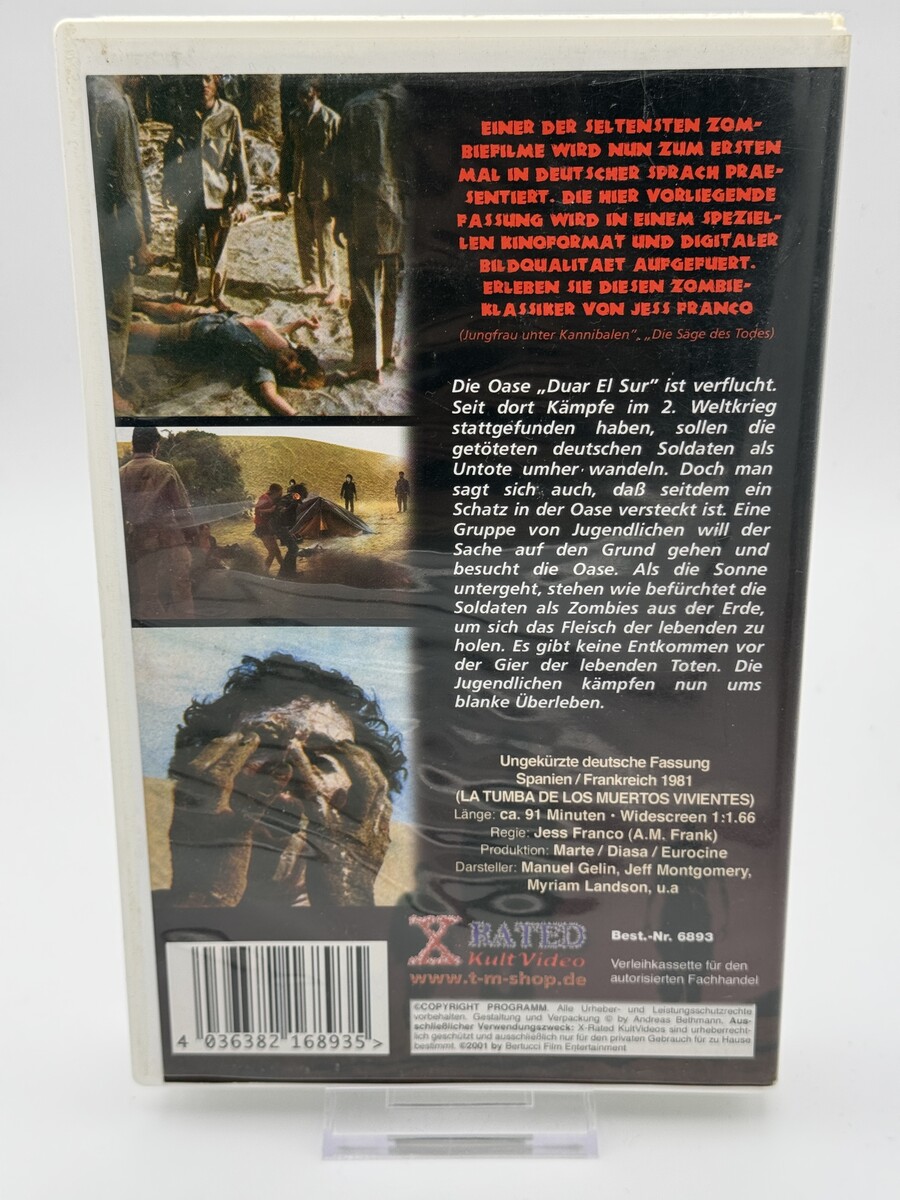 EINER DER SELTENSTEN ZOM-
BIEFILME WIRD NUN ZUM ERSTEN
MAL IN DEUTSCHER SPRACH PRAE-
SENTIERT. DIE HIER VORLIEGENDE
FASSUNG WIRD IN EINEM SPEZIEL-
LEN KINOFORMAT UND DIGITALER
BILDQUALITAET AUFGEFUERT.
ERLEBEN SIE DIESEN ZOMBIE-
KLASSIKER VON JESS FRANCO
(Jungfrau unter Kannibalen", „Die Säge des Todes)
Die Oase „Duar El Sur" ist verflucht.
Seit dort Kämpfe im 2. Weltkrieg
stattgefunden haben, sollen die
getöteten deutschen Soldaten als
Untote umher wandeln. Doch man
sagt sich auch, daß seitdem ein
Schatz in der Oase versteckt ist. Eine
Gruppe von Jugendlichen will der
Sache auf den Grund gehen und
besucht die Oase. Als die Sonne
untergeht, stehen wie befürchtet die
Soldaten als Zombies aus der Erde,
um sich das Fleisch der lebenden zu
holen. Es gibt keine Entkommen vor
der Gier der lebenden Toten. Die
Jugendlichen kämpfen nun ums
blanke Überleben.
Ungekürzte deutsche Fassung
Spanien / Frankreich 1981
(LA TUMBA DE LOS MUERTOS VIVIENTES)
Länge: ca. 91 Minuten · Widescreen 1:1.66
Regie: Jess Franco (A.M. Frank)
Produktion: Marte / Diasa / Eurocine
Darsteller: Manuel Gelin, Jeff Montgomery,
Myriam Landson, u.a
X RATED
Kult Video
www.t-m-shop.de
Best.-Nr. 6893
Verleihkassette für den
autorisierten Fachhandel
4 036382 168935 >
©COPYRIGHT PROGRAMM. Alle Urheber- und Leistungsschutzrechte
vorbehalten. Gestaltung und Verpackung © by Andreas Bethmann. Aus-
schließlicher Verwendungszweck: X-Rated KultVideos sind urheberrecht-
lich geschützt und ausschließlich nur für den privaten Gebrauch für zu Hause
bestimmt. ©2001 by Bertucci Film Entertainment